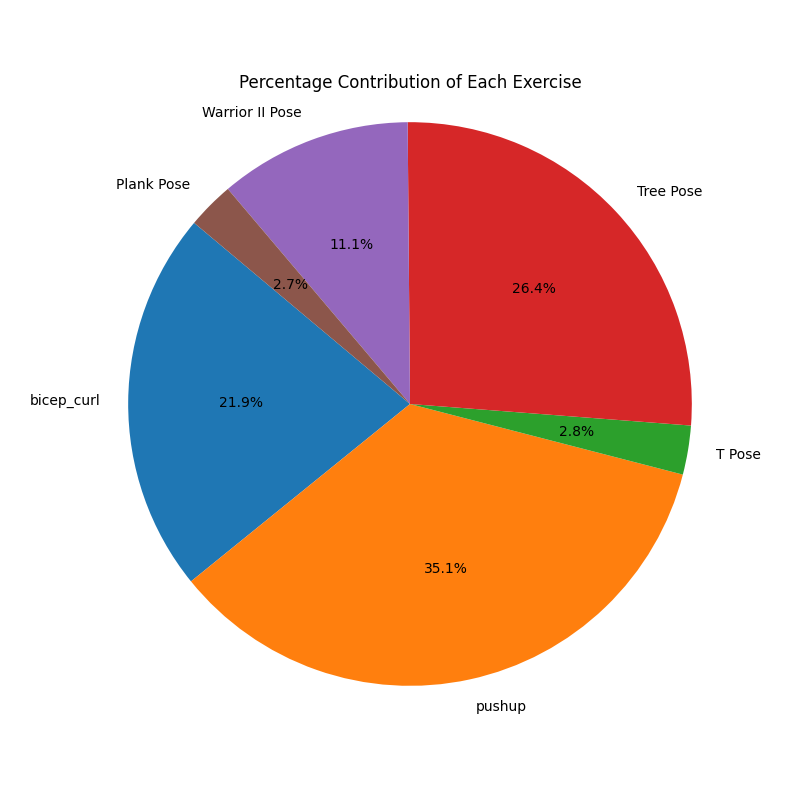 Percentage Contribution of Each Exercise
Warrior II Pose
Plank Pose
Tree Pose
11.1%
2.7%
26.4%
bicep_curl
21.9%
2.8%
T Pose
35.1%
pushup